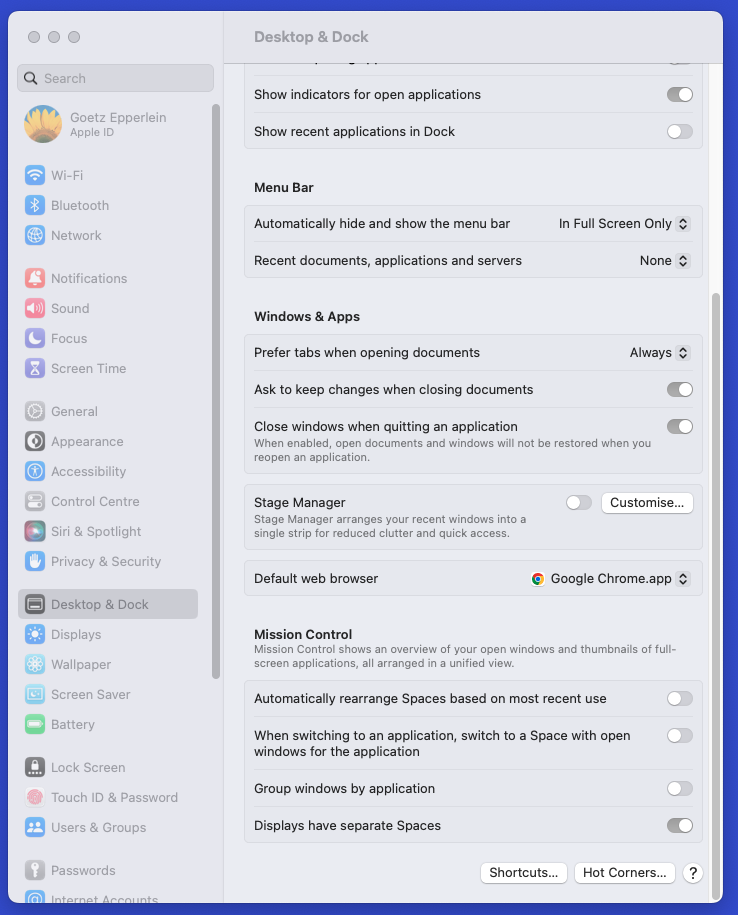 Desktop & Dock
Search
Goetz Epperlein
Apple ID
Wi-Fi
Bluetooth
Network
Notifications
Sound
Focus
Screen Time
General
Appearance
Accessibility
Control Centre
Siri & Spotlight
Privacy & Security
Desktop & Dock
Displays
Wallpaper
Screen Saver
Battery
Lock Screen
Touch ID & Password
Users & Groups
Passwords
Internet Accounts
Show indicators for open applications
Show recent applications in Dock
Menu Bar
Automatically hide and show the menu bar In Full Screen Only
Recent documents, applications and servers None
Windows & Apps
Prefer tabs when opening documents Always
Ask to keep changes when closing documents
Close windows when quitting an application
When enabled, open documents and windows will not be restored when you
reopen an application.
Stage Manager Customise...
Stage Manager arranges your recent windows into a
single strip for reduced clutter and quick access.
Default web browser Google Chrome.app
Mission Control
Mission Control shows an overview of your open windows and thumbnails of full-
screen applications, all arranged in a unified view.
Automatically rearrange Spaces based on most recent use
When switching to an application, switch to a Space with open
windows for the application
Group windows by application
Displays have separate Spaces
Shortcuts... Hot Corners... ?